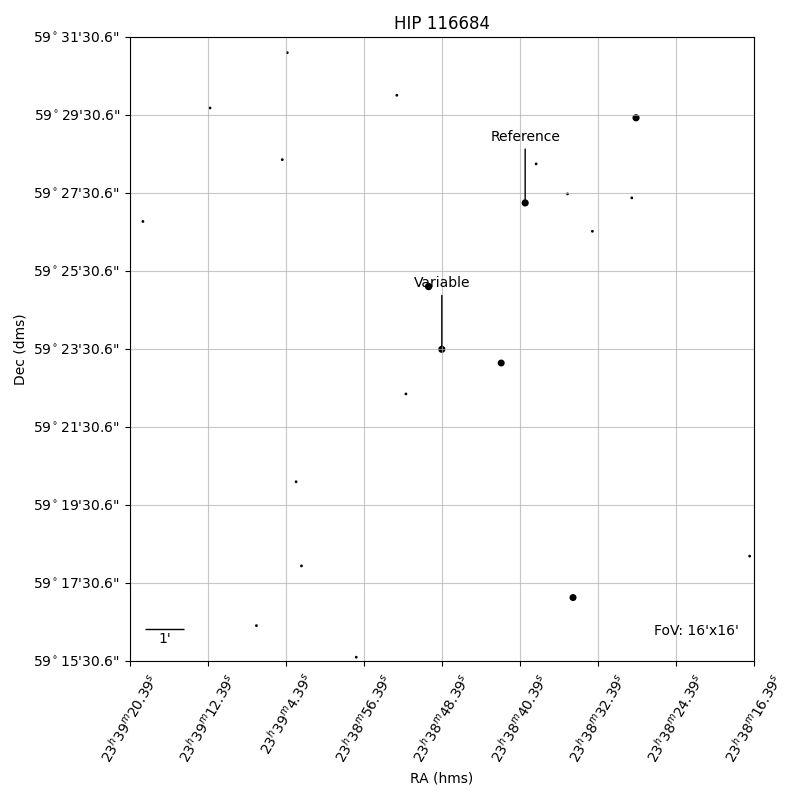 HIP 116684
59°31'30.6"
59°29'30.6"
Reference
59°27'30.6"
59°25'30.6"
Variable
59°23'30.6"
Dec (dms)
59°21'30.6"
59°19'30.6"
59°17'30.6"
1'
FoV: 16'x16'
59°15'30.6"
23ʰ39ᵐ20.39ˢ
23ʰ39ᵐ12.39ˢ
23ʰ39ᵐ4.39ˢ
23ʰ38ᵐ56.39ˢ
23ʰ38ᵐ48.39ˢ
23ʰ38ᵐ40.39ˢ
23ʰ38ᵐ32.39ˢ
23ʰ38ᵐ24.39ˢ
23ʰ38ᵐ16.39ˢ
RA (hms)